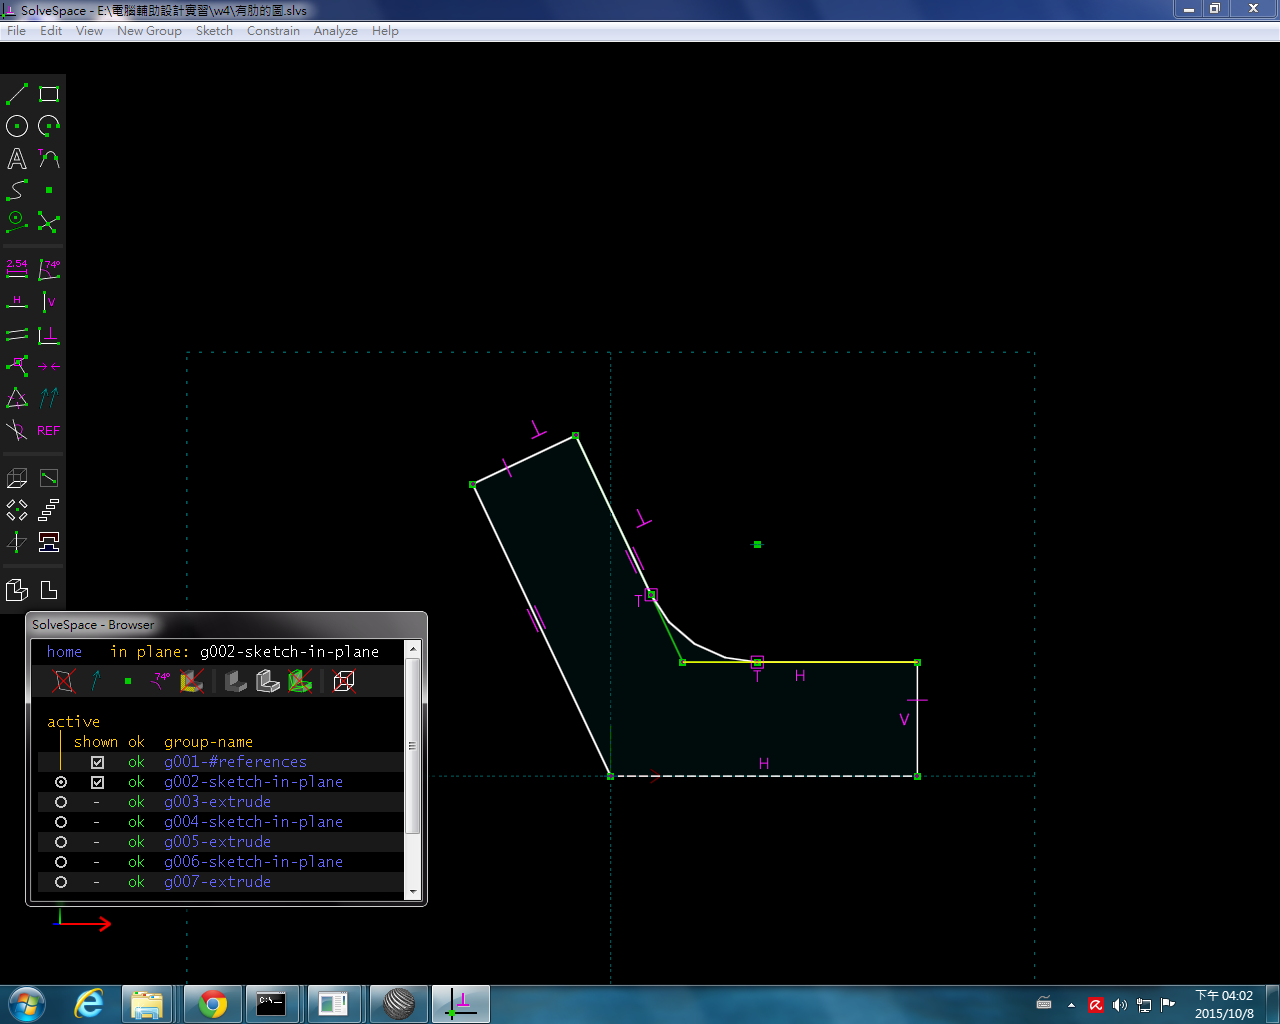 SolveSpace - E:\電腦輔助設計實習\w4\有肋的圖.slvs
File Edit View New Group Sketch Constrain Analyze Help
A T
2.54 74°
H V
REF
T
T H
V
H
SolveSpace - Browser
home in plane: g002-sketch-in-plane
74°
active
shown ok group-name
ok g001-#references
ok g002-sketch-in-plane
- ok g003-extrude
- ok g004-sketch-in-plane
- ok g005-extrude
- ok g006-sketch-in-plane
- ok g007-extrude
C:\
下午 04:02
2015/10/8